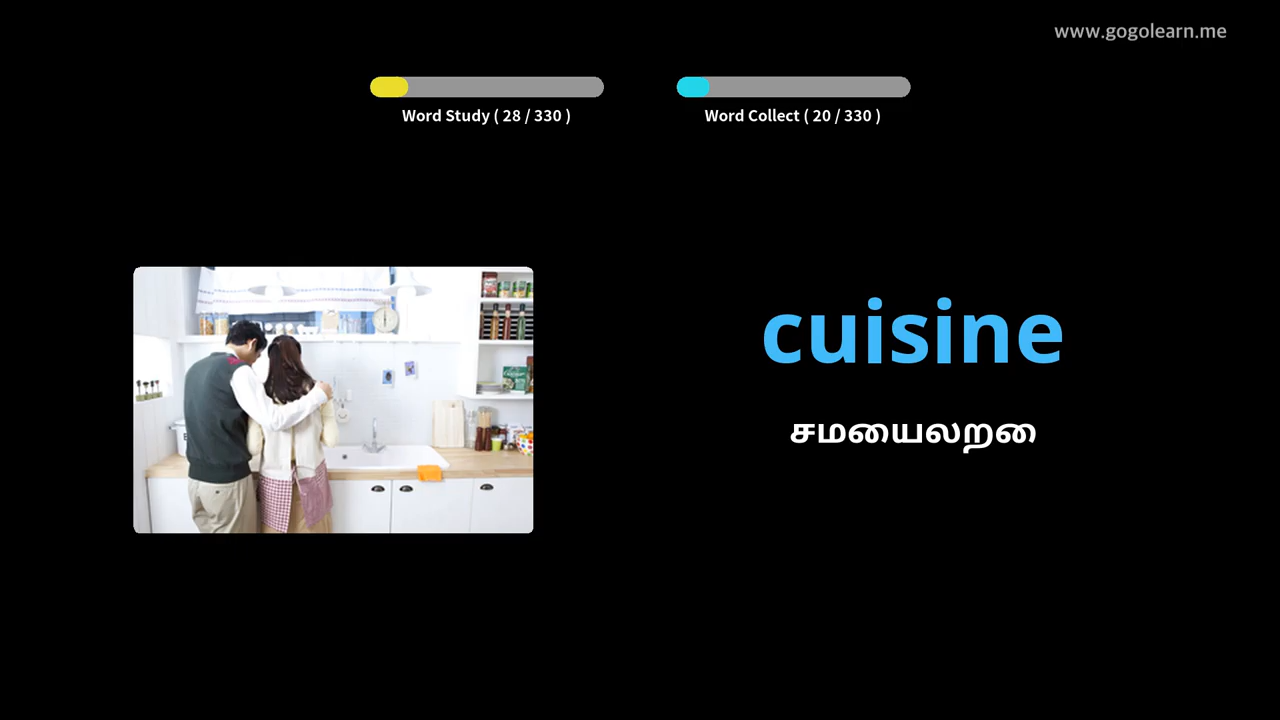 www.gogolearn.me
Word Study ( 28 / 330 )
Word Collect ( 20 / 330 )
cuisine
சமையலறை